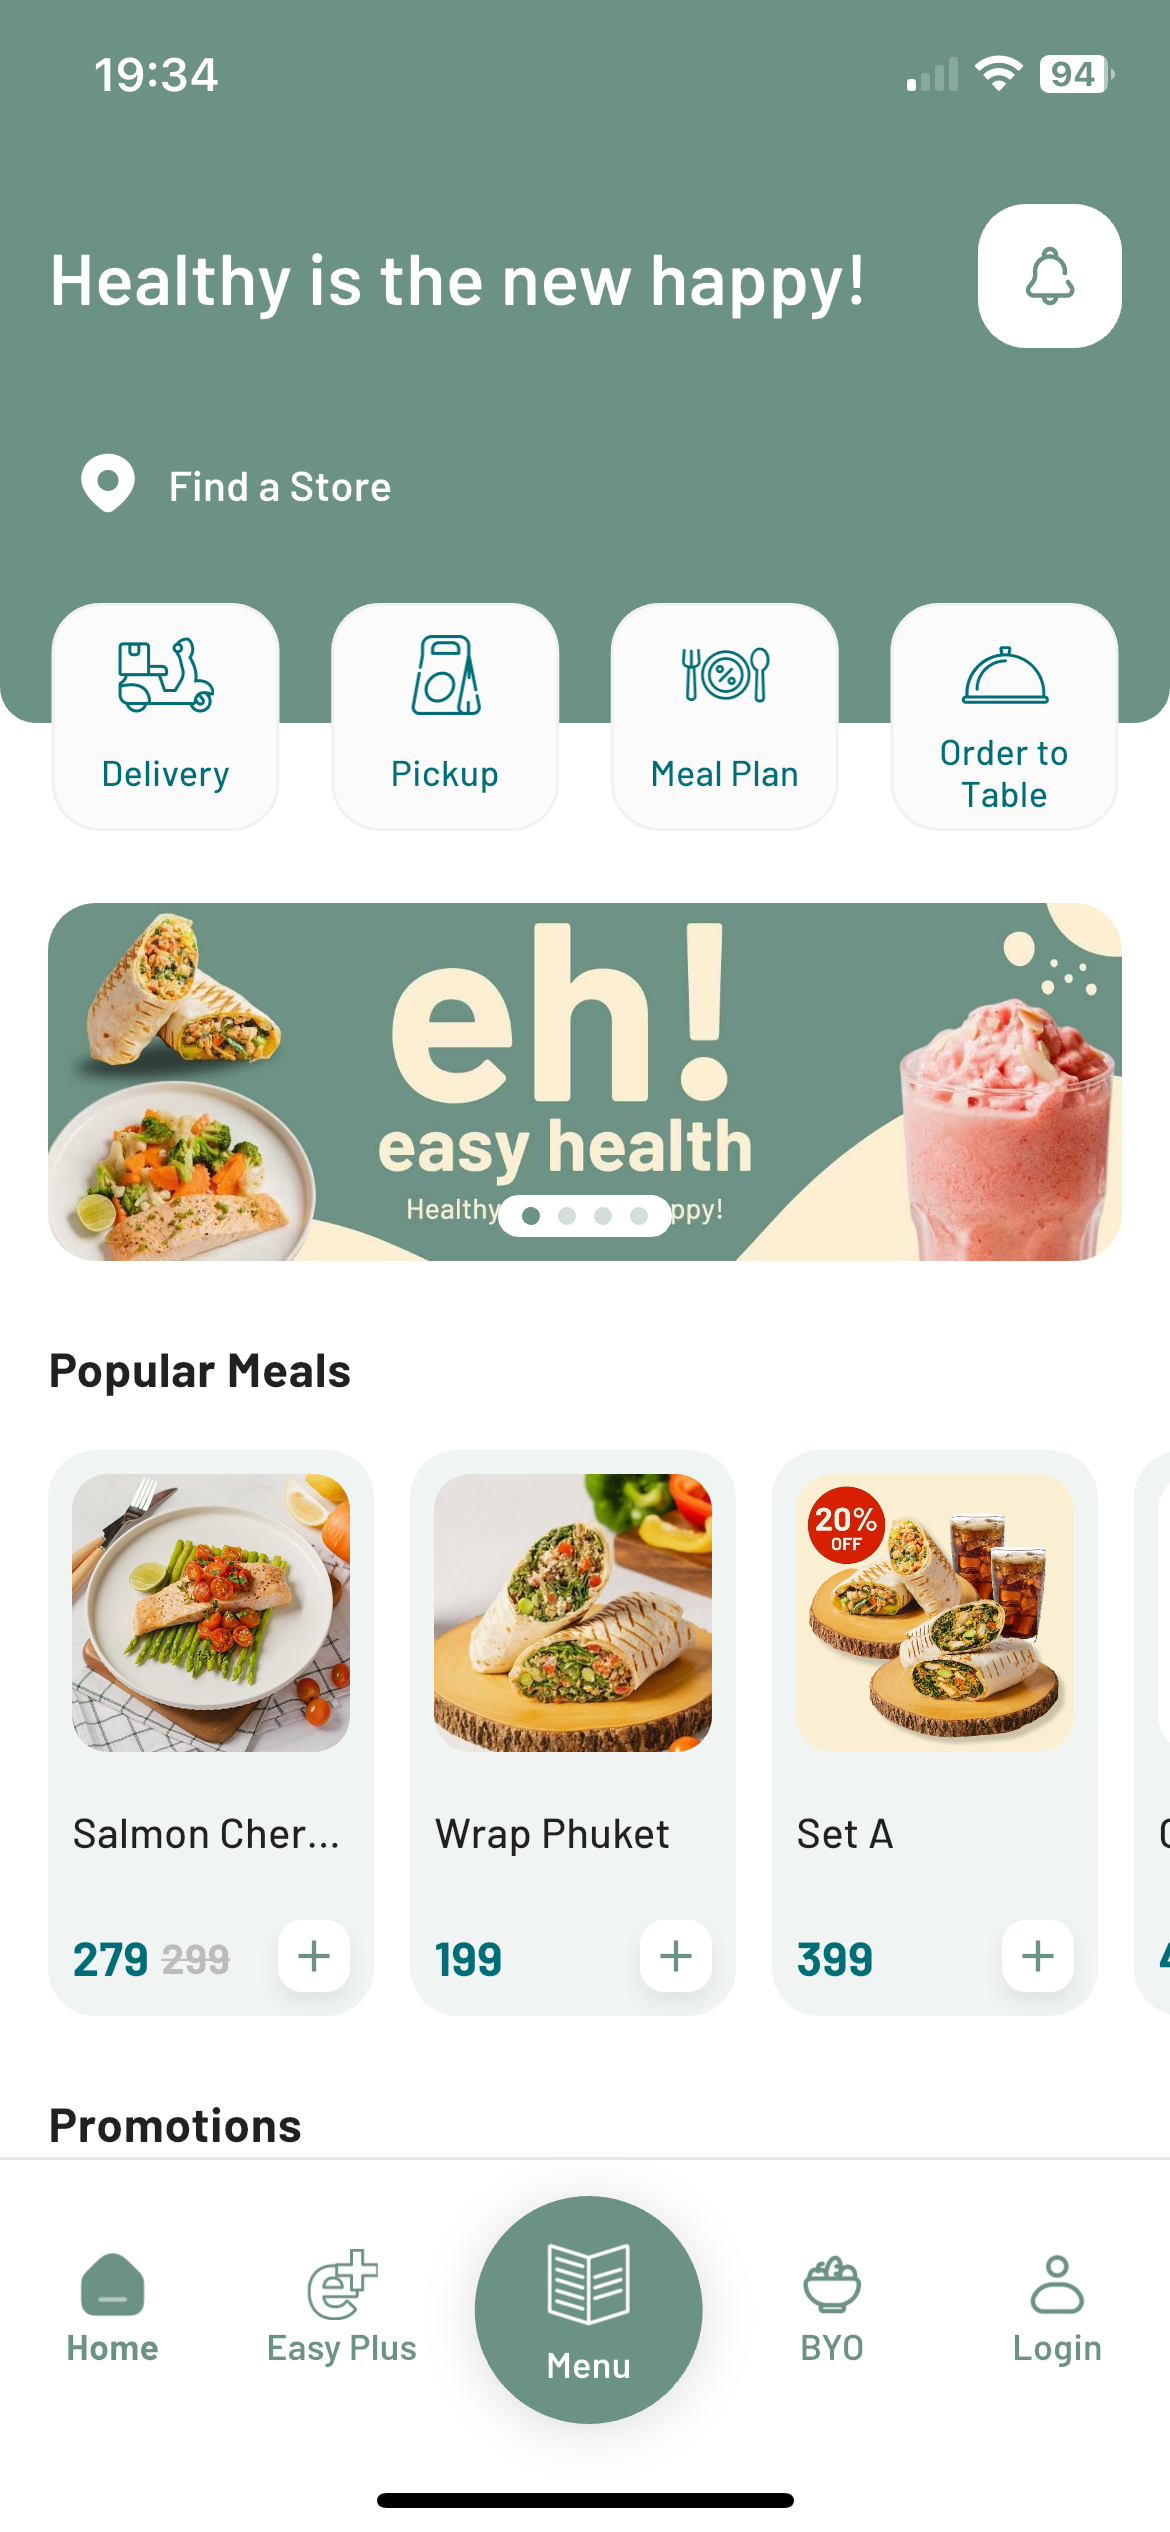 19:34
94
Healthy is the new happy!
Find a Store
Delivery
Pickup
Meal Plan
Order to
Table
eh!
easy health
Healthy
ppy!
Popular Meals
20%
OFF
Salmon Cher...
Wrap Phuket
Set A
279 299
199
399
Promotions
Home
Easy Plus
Menu
BYO
Login